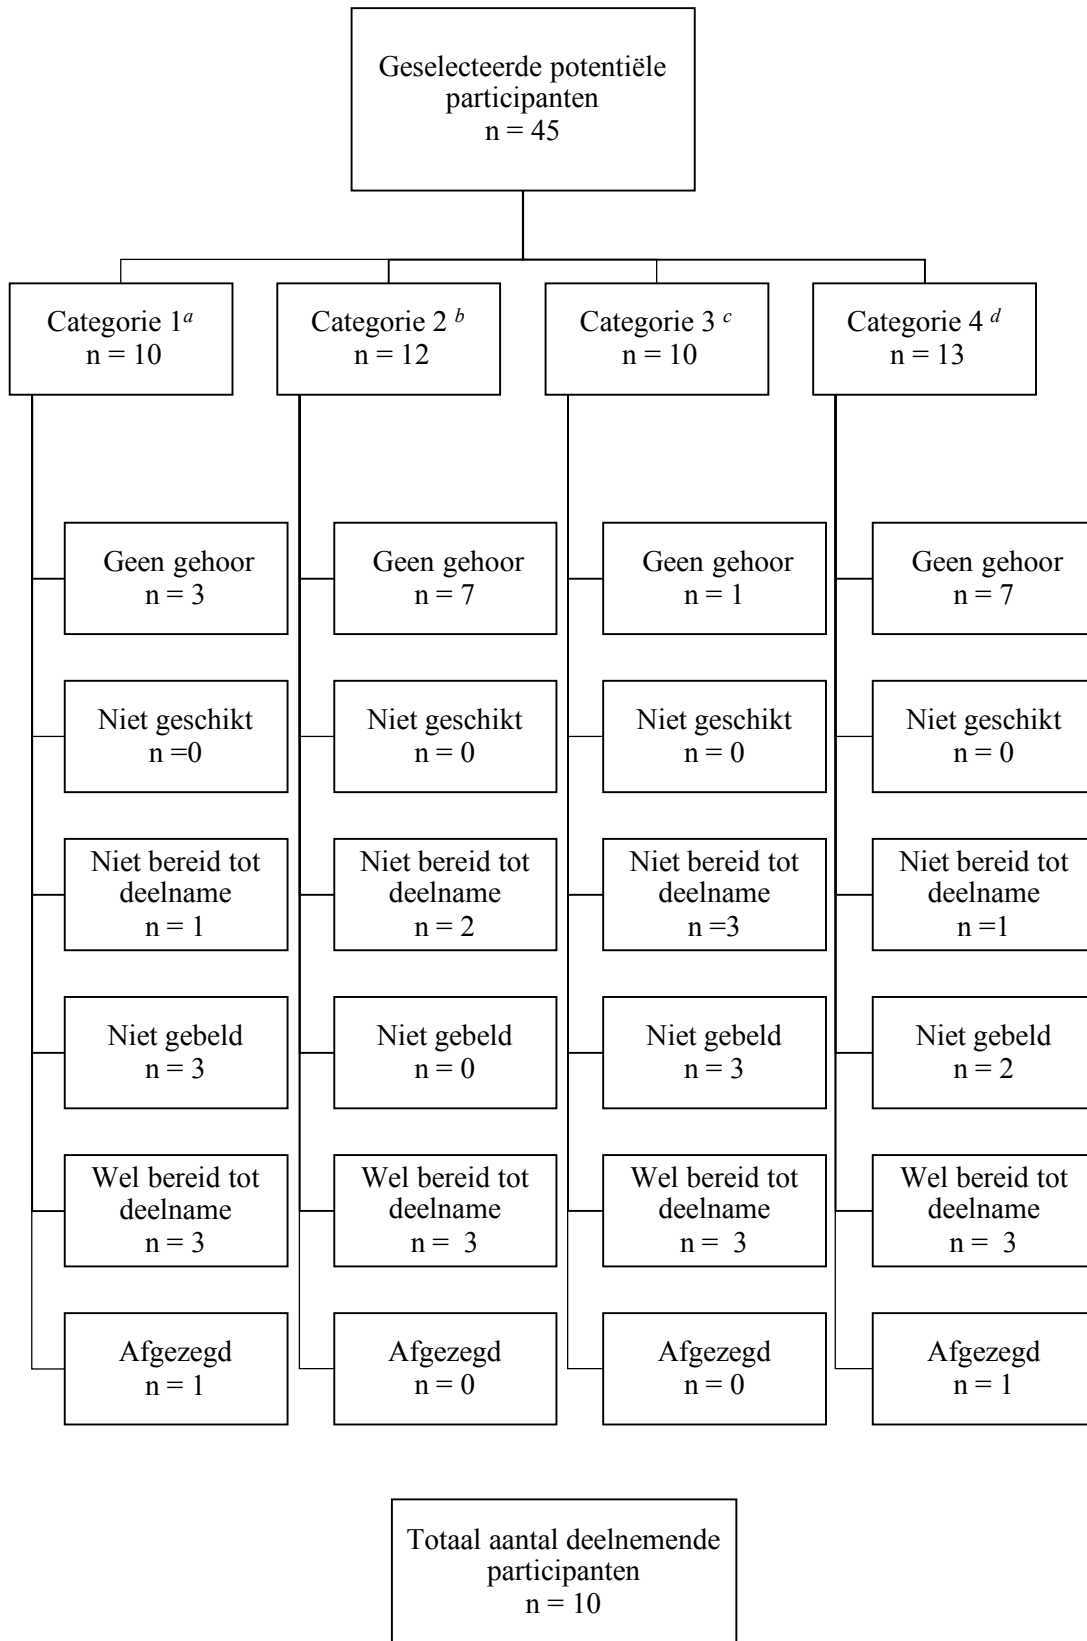 Geselecteerde potentiële
participanten
n = 45
Categorie 1a
n = 10
Categorie 2 b
n = 12
Categorie 3 c
n = 10
Categorie 4 d
n = 13
Geen gehoor
n = 3
Geen gehoor
n = 7
Geen gehoor
n = 1
Geen gehoor
n = 7
Niet geschikt
n =0
Niet geschikt
n = 0
Niet geschikt
n = 0
Niet geschikt
n = 0
Niet bereid tot
deelname
n = 1
Niet bereid tot
deelname
n = 2
Niet bereid tot
deelname
n =3
Niet bereid tot
deelname
n =1
Niet gebeld
n = 3
Niet gebeld
n = 0
Niet gebeld
n = 3
Niet gebeld
n = 2
Wel bereid tot
deelname
n = 3
Wel bereid tot
deelname
n =  3
Wel bereid tot
deelname
n =  3
Wel bereid tot
deelname
n =  3
Afgezegd
n = 1
Afgezegd
n = 0
Afgezegd
n = 0
Afgezegd
n = 1
Totaal aantal deelnemende
participanten
n = 10